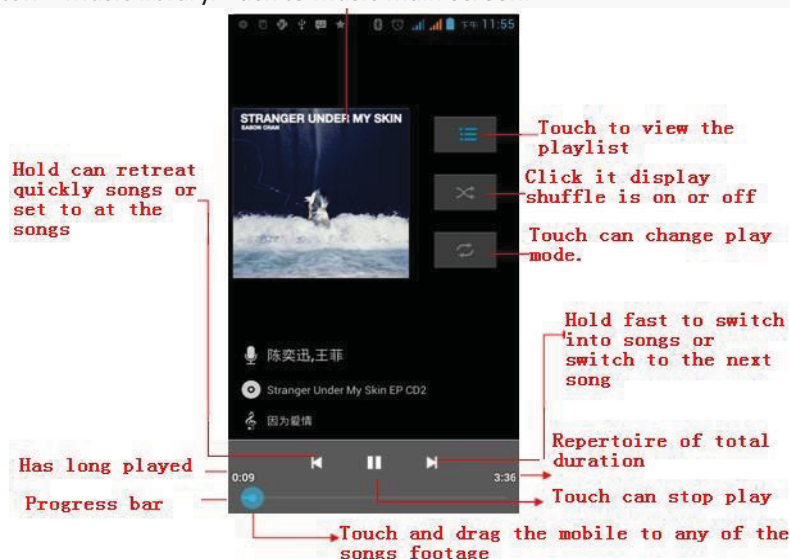 下午 11:55
STRANGER UNDER MY SKIN
EASON CHAN
Touch to view the
playlist
Hold can retreat
quickly songs or
set to at the
songs
Click it display
shuffle is on or off
Touch can change play
mode.
Hold fast to switch
into songs or
switch to the next
song
陈奕迅,王菲
Stranger Under My Skin EP CD2
因为爱情
Repertoire of total
duration
Has long played
0:09
3:36
Progress bar
Touch can stop play
Touch and drag the mobile to any of the
songs footage